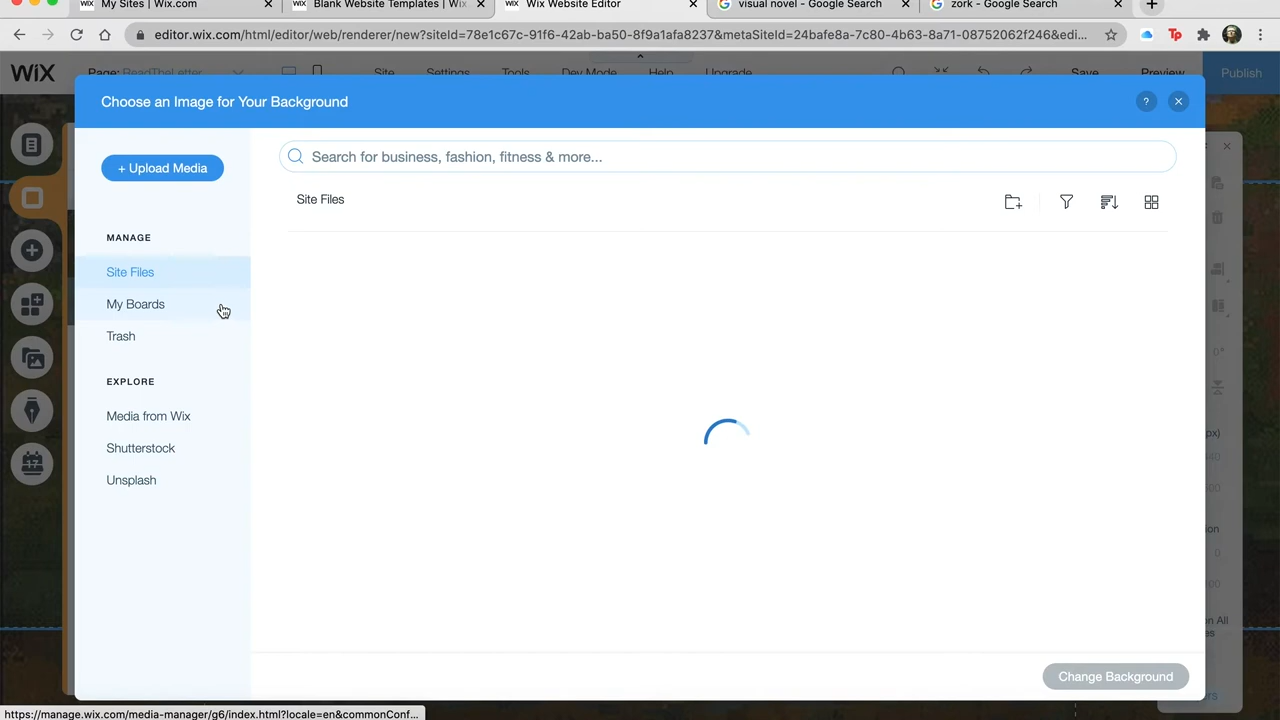 My Sites | Wix.com
Blank Website Templates | Wix
Wix Website Editor
visual novel - Google Search
zork - Google Search
editor.wix.com/html/editor/web/renderer/new?siteId=78e1c67c-91f6-42ab-ba50-8f9a1afa8237&metaSiteId=24bafe8a-7c80-4b63-8a71-08752062f246&edi...
WiX
Page: ReadTheLetter
Site
Settings
Tools
Dev Mode
Help
Upgrade
Save
Preview
Publish
Choose an Image for Your Background
?
+ Upload Media
Search for business, fashion, fitness & more...
Site Files
MANAGE
Site Files
My Boards
Trash
EXPLORE
Media from Wix
Shutterstock
Unsplash
17
Change Background
https://manage.wix.com/media-manager/g6/index.html?locale=en&commonConf...